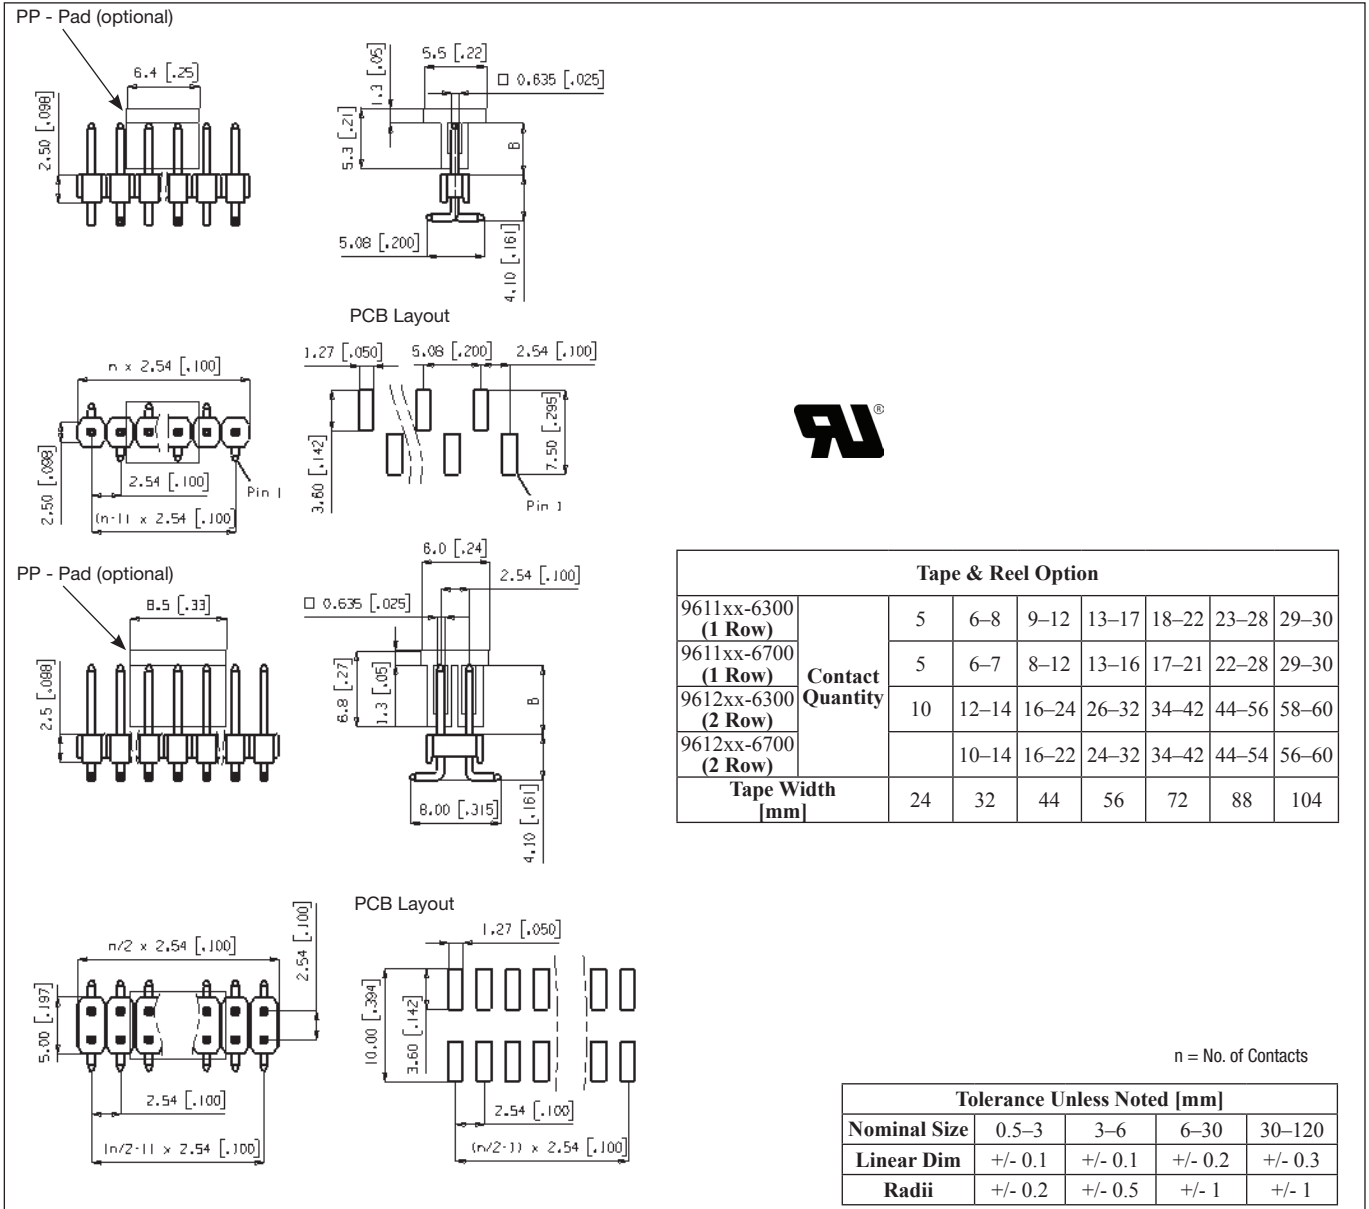 PP - Pad (optional)
6.4 [.25]
2.50 [.098]
1.3 [.05]
5.5 [.22]
□ 0.635 [.025]
5.3 [.21]
B
5.08 [.200]
4.10 [.161]
PCB Layout
n x 2.54 [.100]
2.50 [.098]
2.54 [.100]
Pin 1
(n-1) x 2.54 [.100]
1.27 [.050]
5.08 [.200]
2.54 [.100]
3.60 [.142]
7.50 [.295]
Pin 1
®
PP - Pad (optional)
8.5 [.33]
2.5 [.098]
6.0 [.24]
2.54 [.100]
□ 0.635 [.025]
6.8 [.27]
1.3 [.05]
B
8.00 [.315]
4.10 [.161]
Tape & Reel Option
9611xx-6300 (1 Row) Contact Quantity 5 6–8 9–12 13–17 18–22 23–28 29–30
9611xx-6700 (1 Row) 5 6–7 8–12 13–16 17–21 22–28 29–30
9612xx-6300 (2 Row) 10 12–14 16–24 26–32 34–42 44–56 58–60
9612xx-6700 (2 Row) 10–14 16–22 24–32 34–42 44–54 56–60
Tape Width [mm] 24 32 44 56 72 88 104
n/2 x 2.54 [.100]
2.54 [.100]
5.00 [.197]
2.54 [.100]
(n/2-1) x 2.54 [.100]
PCB Layout
1.27 [.050]
10.00 [.394]
3.60 [.142]
2.54 [.100]
(n/2-1) x 2.54 [.100]
n = No. of Contacts
Tolerance Unless Noted [mm]
Nominal Size 0.5–3 3–6 6–30 30–120
Linear Dim +/- 0.1 +/- 0.1 +/- 0.2 +/- 0.3
Radii +/- 0.2 +/- 0.5 +/- 1 +/- 1